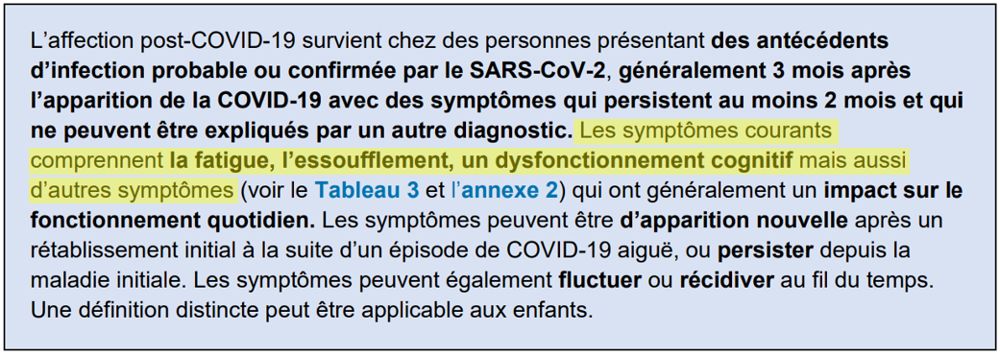 L’affection post-COVID-19 survient chez des personnes présentant des antécédents
d’infection probable ou confirmée par le SARS-CoV-2, généralement 3 mois après
l’apparition de la COVID-19 avec des symptômes qui persistent au moins 2 mois et qui
ne peuvent être expliqués par un autre diagnostic. Les symptômes courants
comprennent la fatigue, l’essoufflement, un dysfonctionnement cognitif mais aussi
d’autres symptômes (voir le Tableau 3 et l’annexe 2) qui ont généralement un impact sur le
fonctionnement quotidien. Les symptômes peuvent être d’apparition nouvelle après un
rétablissement initial à la suite d’un épisode de COVID-19 aiguë, ou persister depuis la
maladie initiale. Les symptômes peuvent également fluctuer ou récidiver au fil du temps.
Une définition distincte peut être applicable aux enfants.